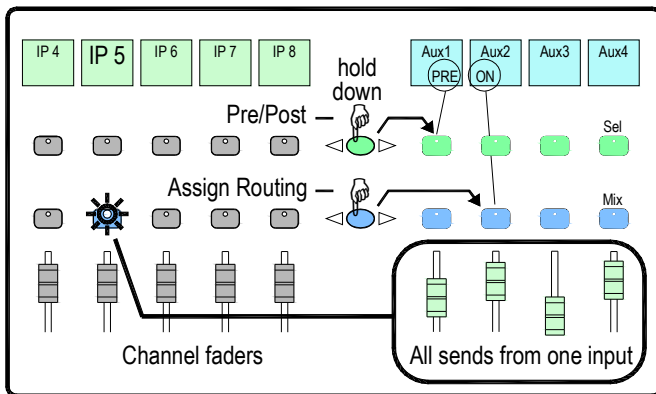 IP 4 IP 5 IP 6 IP 7 IP 8 Aux1 Aux2 Aux3 Aux4
PRE ON
hold
down
Pre/Post
Sel
Assign Routing
Mix
Channel faders All sends from one input